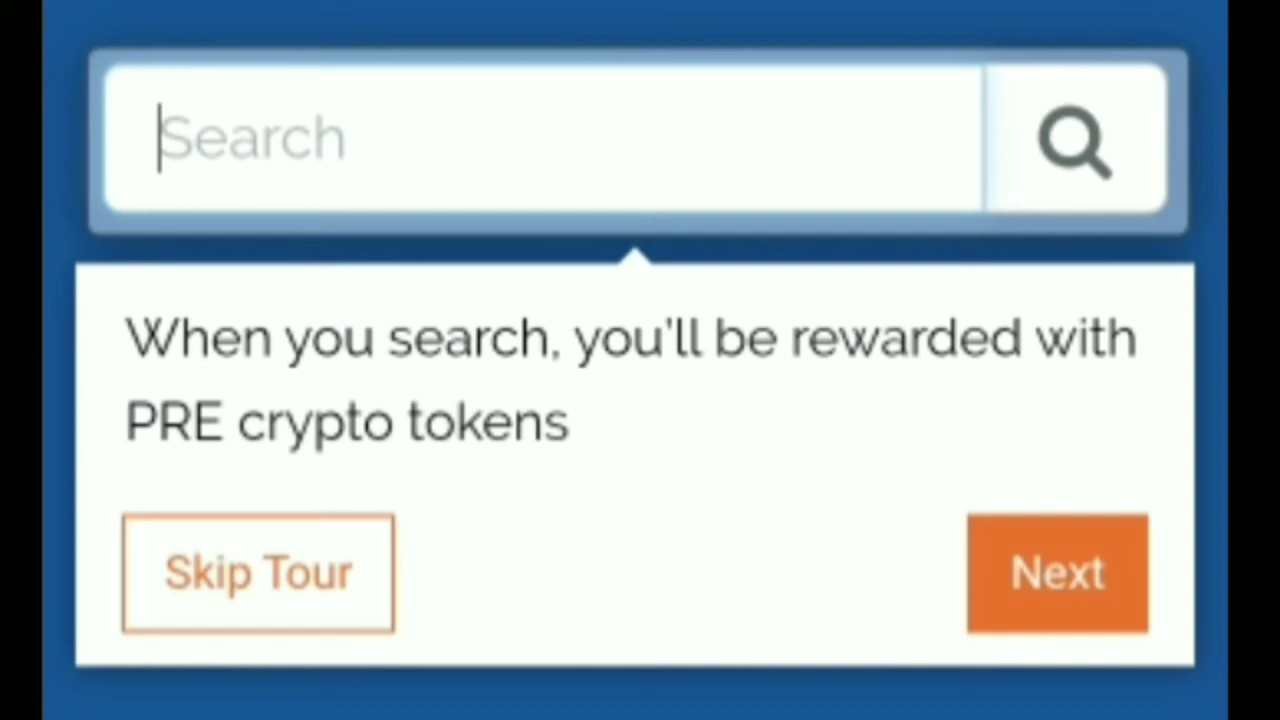 Search
When you search, you'll be rewarded with
PRE crypto tokens
Skip Tour
Next